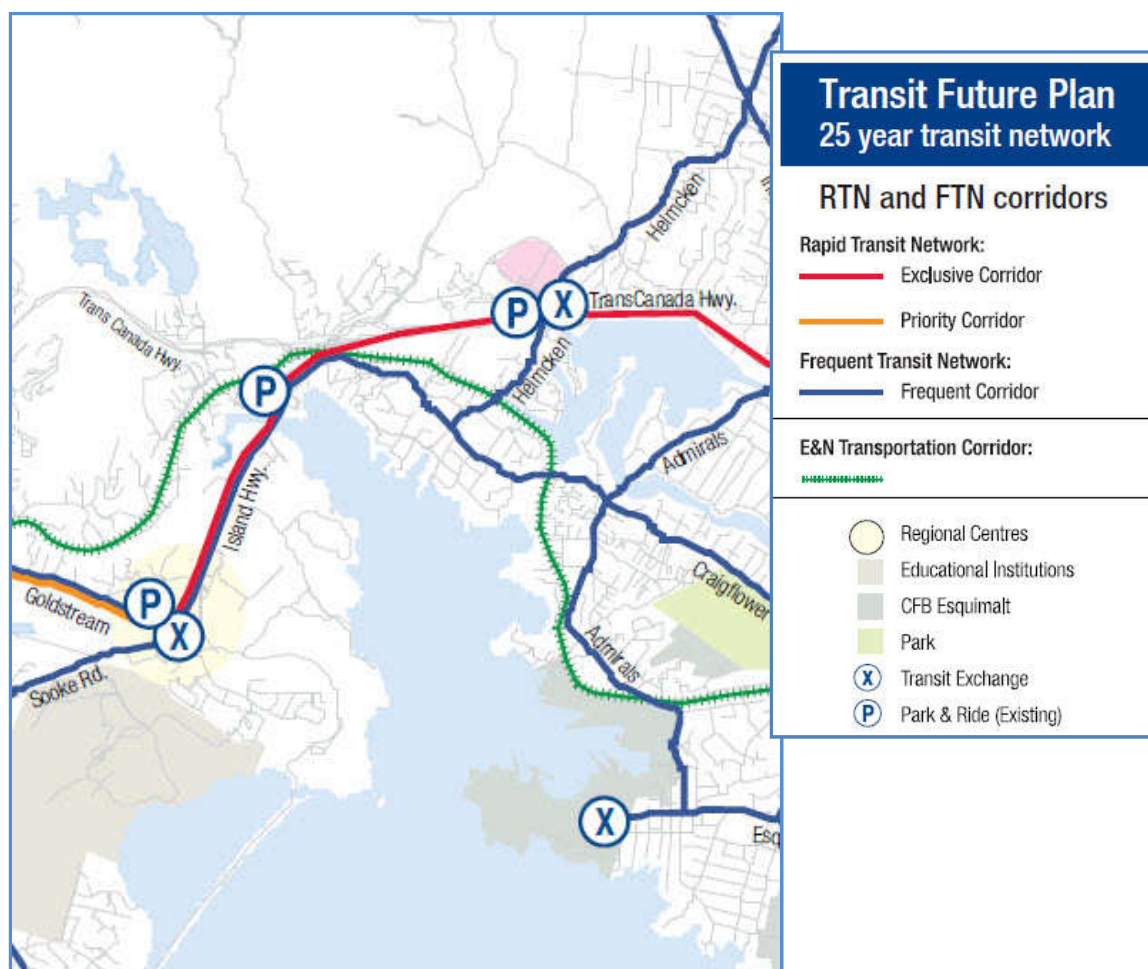 Helmcken
TransCanada Hwy.
Trans Canada Hwy.
P
X
P
Helmcken
Admirals
Island Hwy.
Craigflower
P
X
Goldstream
Admirals
Sooke Rd.
X
Transit Future Plan
25 year transit network
RTN and FTN corridors
Rapid Transit Network:
Exclusive Corridor
Priority Corridor
Frequent Transit Network:
Frequent Corridor
E&N Transportation Corridor:
Regional Centres
Educational Institutions
CFB Esquimalt
Park
X Transit Exchange
P Park & Ride (Existing)